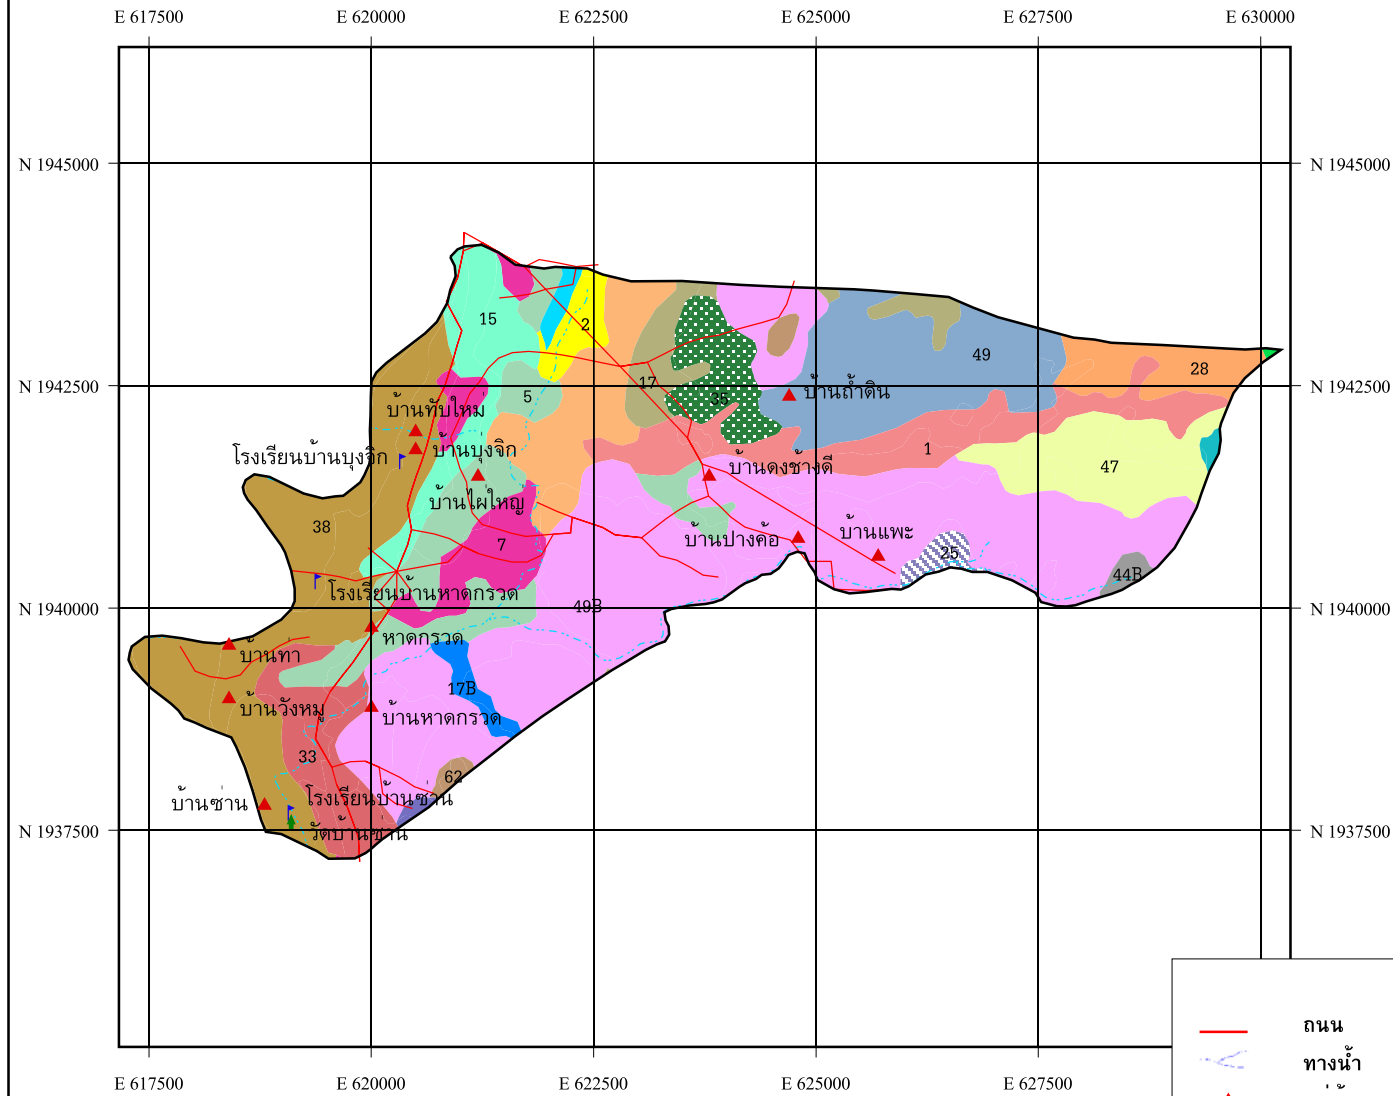 E 617500 E 620000 E 622500 E 625000 E 627500 E 630000
N 1945000 N 1945000
15
2
49
28
17
N 1942500 N 1942500
35
5
บ้านถ้ำดิน
บ้านทับใหม่
1
บ้านบุงจิก
โรงเรียนบ้านบุงจิก
บ้านดงช้างดี
47
บ้านไผ่ใหญ่
38
บ้านแพะ
บ้านปางค้อ
7
25
44B
โรงเรียนบ้านหาดกรวด
49B
N 1940000 N 1940000
หาดกรวด
บ้านทา
17B
บ้านวังหมู
บ้านหาดกรวด
33
62
โรงเรียนบ้านซ่าน
บ้านซ่าน
วัดบ้านซ่าน
N 1937500 N 1937500
ถนน
ทางน้ำ
E 617500 E 620000 E 622500 E 625000 E 627500 E 630000